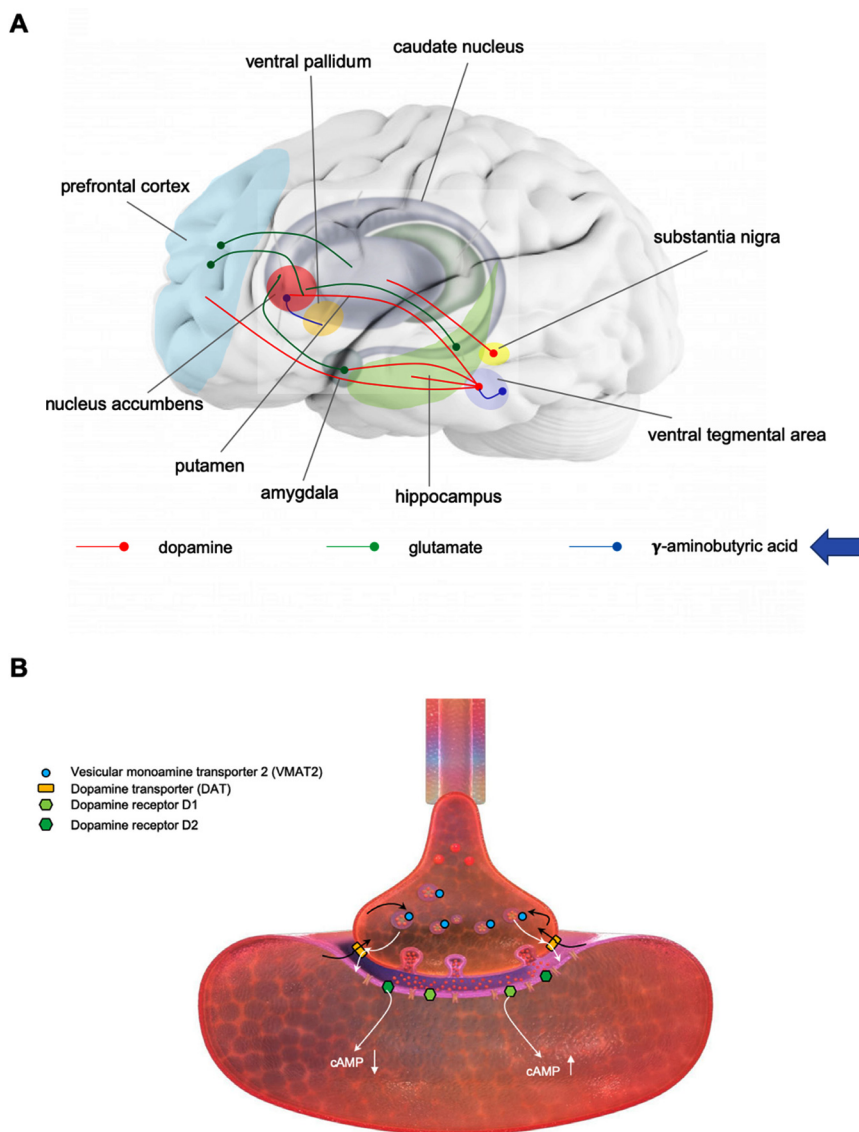 A
caudate nucleus
ventral pallidum
prefrontal cortex
substantia nigra
nucleus accumbens
ventral tegmental area
putamen
amygdala
hippocampus
dopamine
glutamate
γ-aminobutyric acid
B
Vesicular monoamine transporter 2 (VMAT2)
Dopamine transporter (DAT)
Dopamine receptor D1
Dopamine receptor D2
cAMP
cAMP